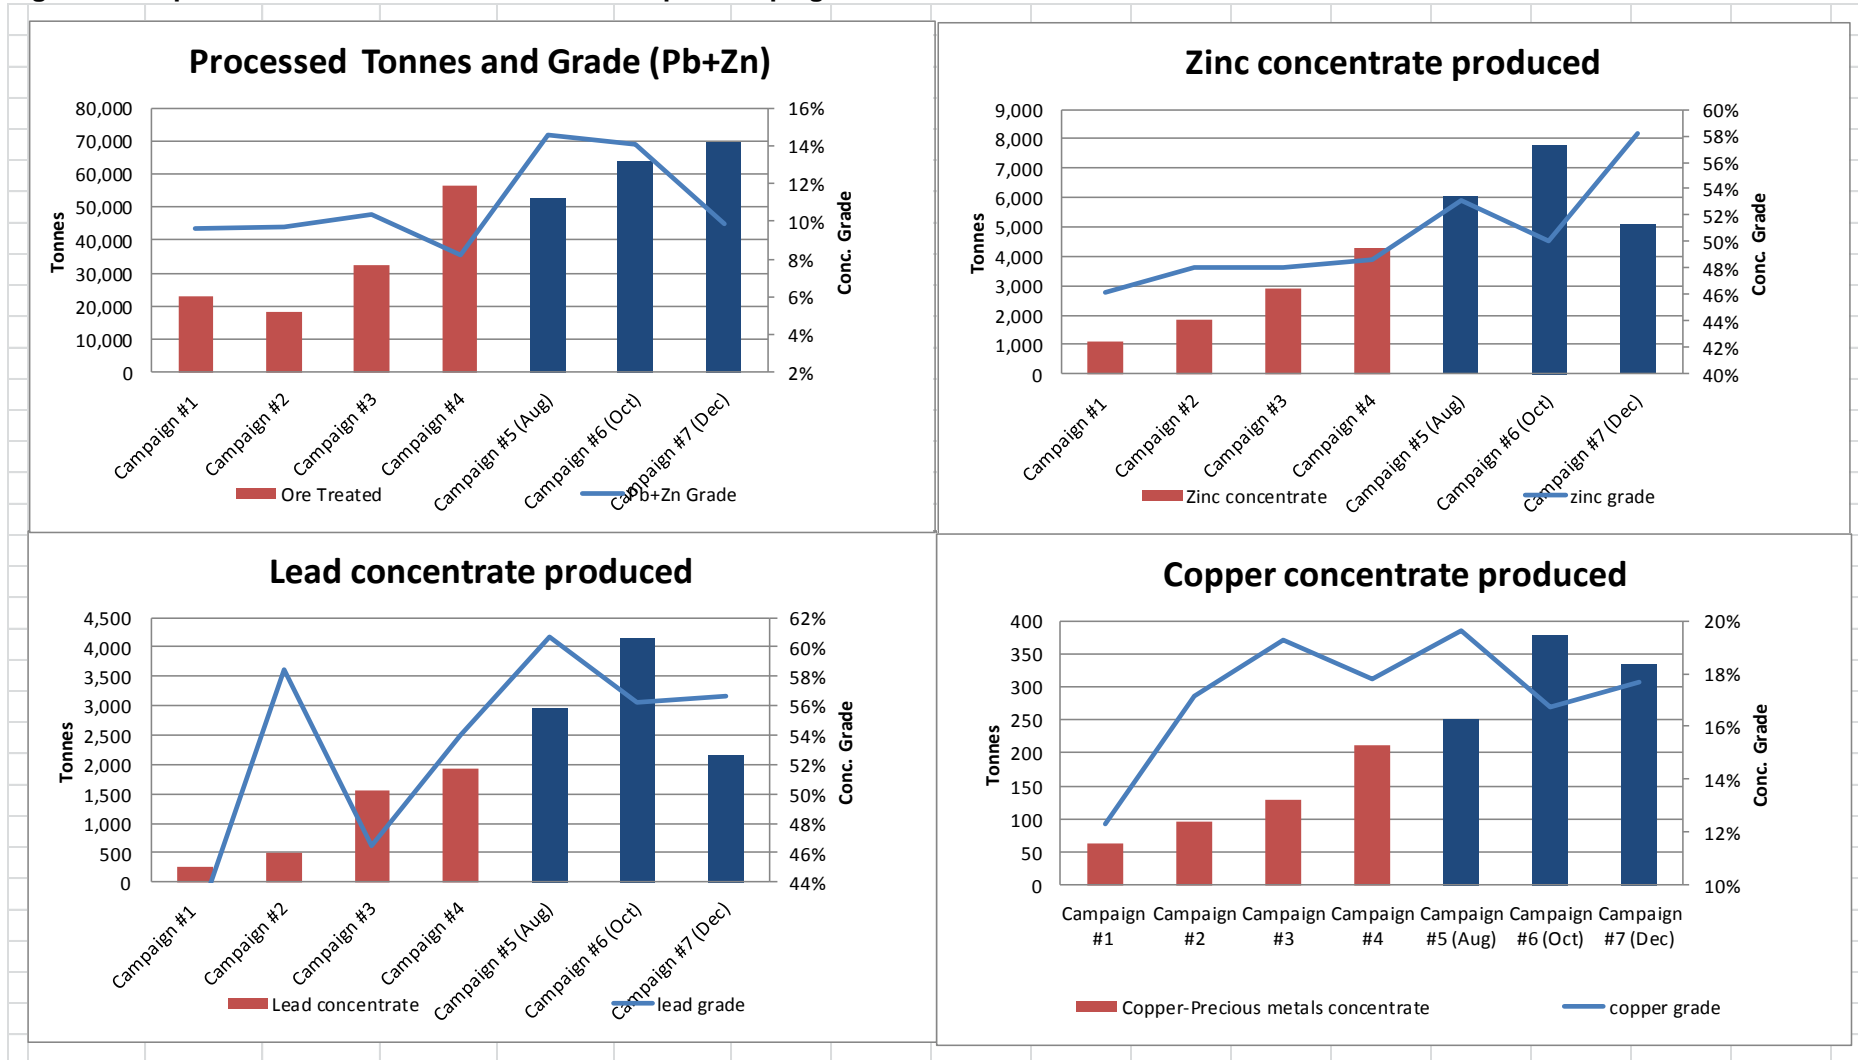 Processed  Tonnes and Grade (Pb+Zn)
80,000
70,000
60,000
50,000
40,000
30,000
20,000
10,000
0
Tonnes
16%
14%
12%
10%
8%
6%
4%
2%
Conc. Grade
Campaign #1
Campaign #2
Campaign #3
Campaign #4
Campaign #5 (Aug)
Campaign #6 (Oct)
Campaign #7 (Dec)
Ore Treated
Pb+Zn Grade
Zinc concentrate produced
9,000
8,000
7,000
6,000
5,000
4,000
3,000
2,000
1,000
0
Tonnes
60%
58%
56%
54%
52%
50%
48%
46%
44%
42%
40%
Conc. Grade
Campaign #1
Campaign #2
Campaign #3
Campaign #4
Campaign #5 (Aug)
Campaign #6 (Oct)
Campaign #7 (Dec)
Zinc concentrate
zinc grade
Lead concentrate produced
4,500
4,000
3,500
3,000
2,500
2,000
1,500
1,000
500
0
Tonnes
62%
60%
58%
56%
54%
52%
50%
48%
46%
44%
Conc. Grade
Campaign #1
Campaign #2
Campaign #3
Campaign #4
Campaign #5 (Aug)
Campaign #6 (Oct)
Campaign #7 (Dec)
Lead concentrate
lead grade
Copper concentrate produced
400
350
300
250
200
150
100
50
0
Tonnes
20%
18%
16%
14%
12%
10%
Conc. Grade
Campaign #1
Campaign #2
Campaign #3
Campaign #4
Campaign #5 (Aug)
Campaign #6 (Oct)
Campaign #7 (Dec)
Copper-Precious metals concentrate
copper grade